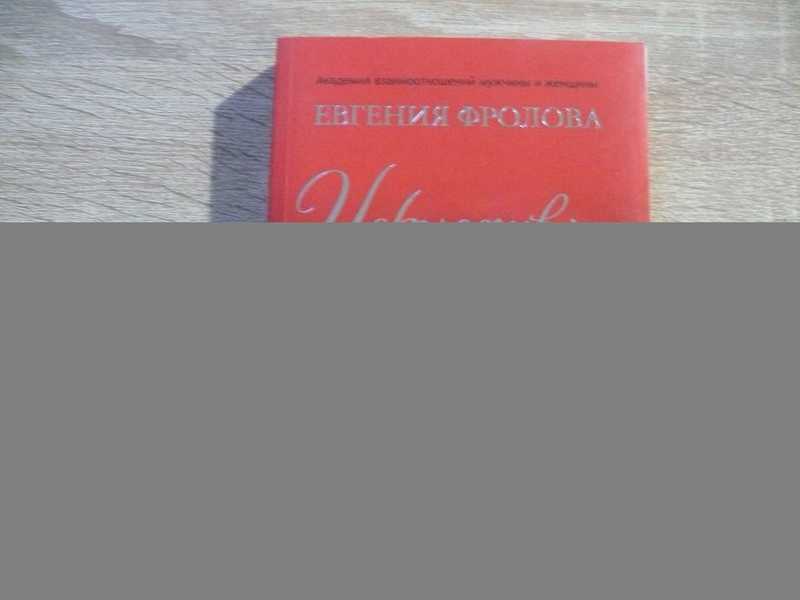 Академия взаимоотношений мужчины и женщины
ЕВГЕНИЯ ФРОЛОВА